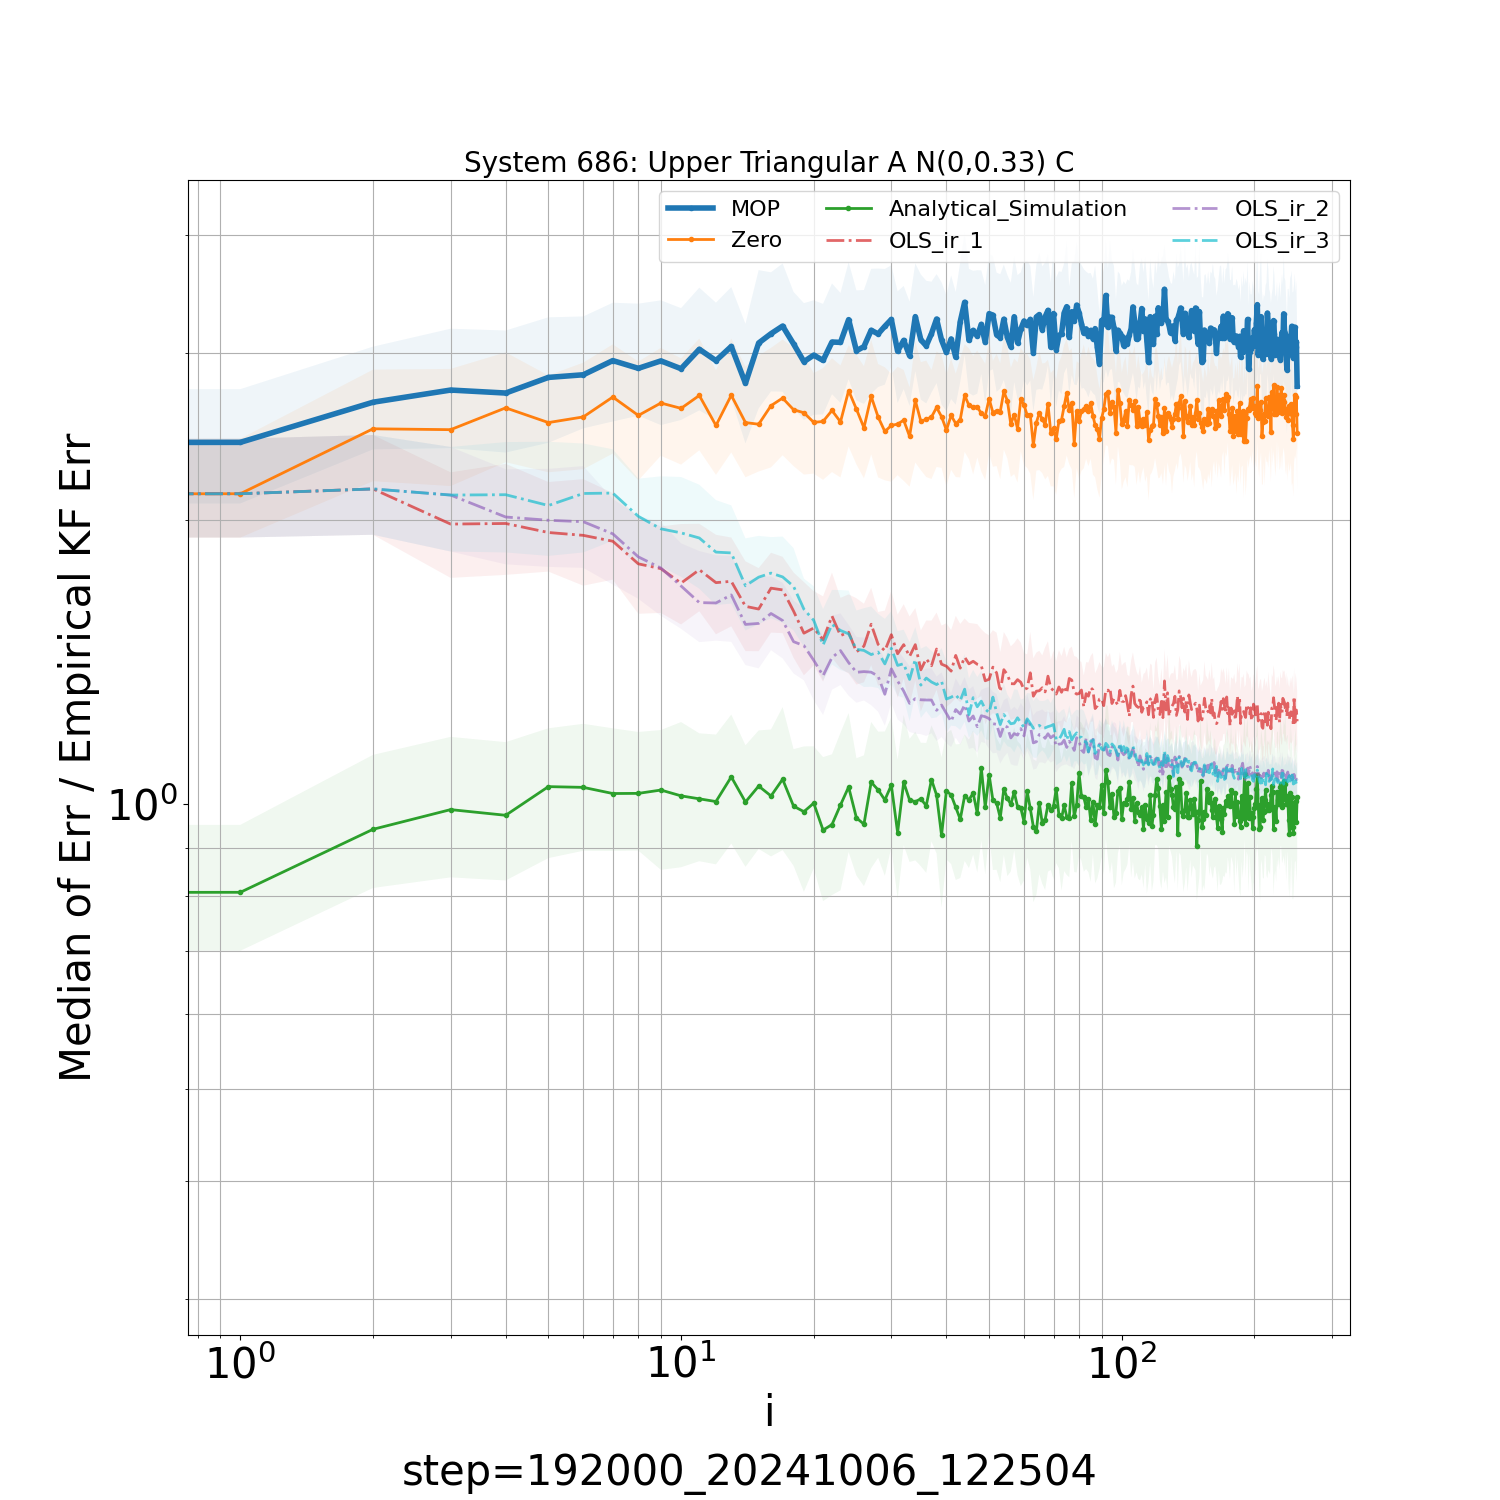 System 686: Upper Triangular A N(0,0.33) C
MOP
Zero
Analytical_Simulation
OLS_ir_1
OLS_ir_2
OLS_ir_3
Median of Err / Empirical KF Err
10⁰
10⁰
10¹
10²
i
step=192000_20241006_122504